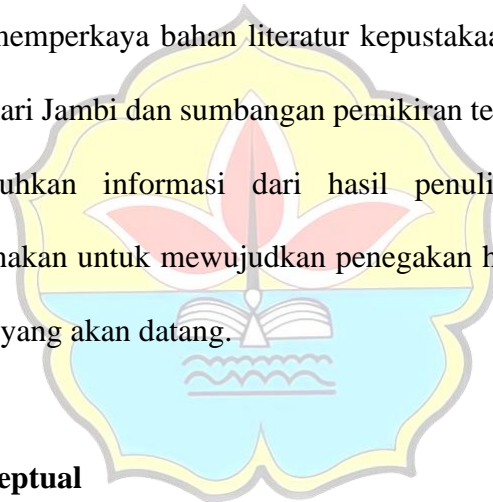 memperkaya bahan literatur kepustakaa
ari Jambi dan sumbangan pemikiran te
uhkan informasi dari hasil penuli
nakan untuk mewujudkan penegakan h
yang akan datang.
eptual